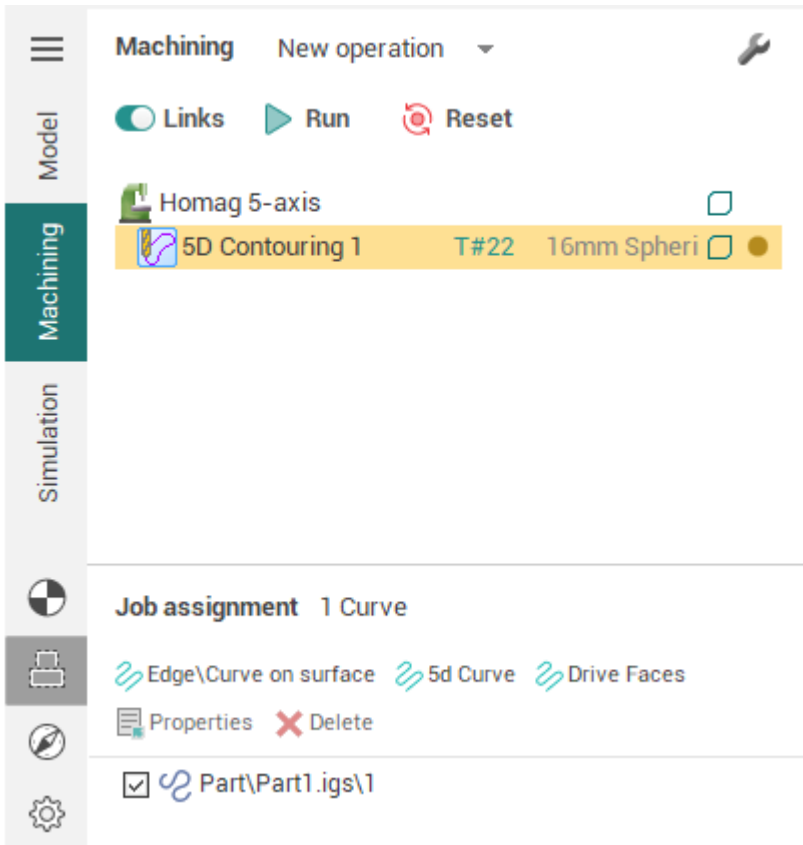 Machining New operation
Links Run Reset
Model
Machining
Simulation
Homag 5-axis
5D Contouring 1 T#22 16mm Spheri
Job assignment 1 Curve
Edge\Curve on surface 5d Curve Drive Faces
Properties Delete
Part\Part1.igs\1